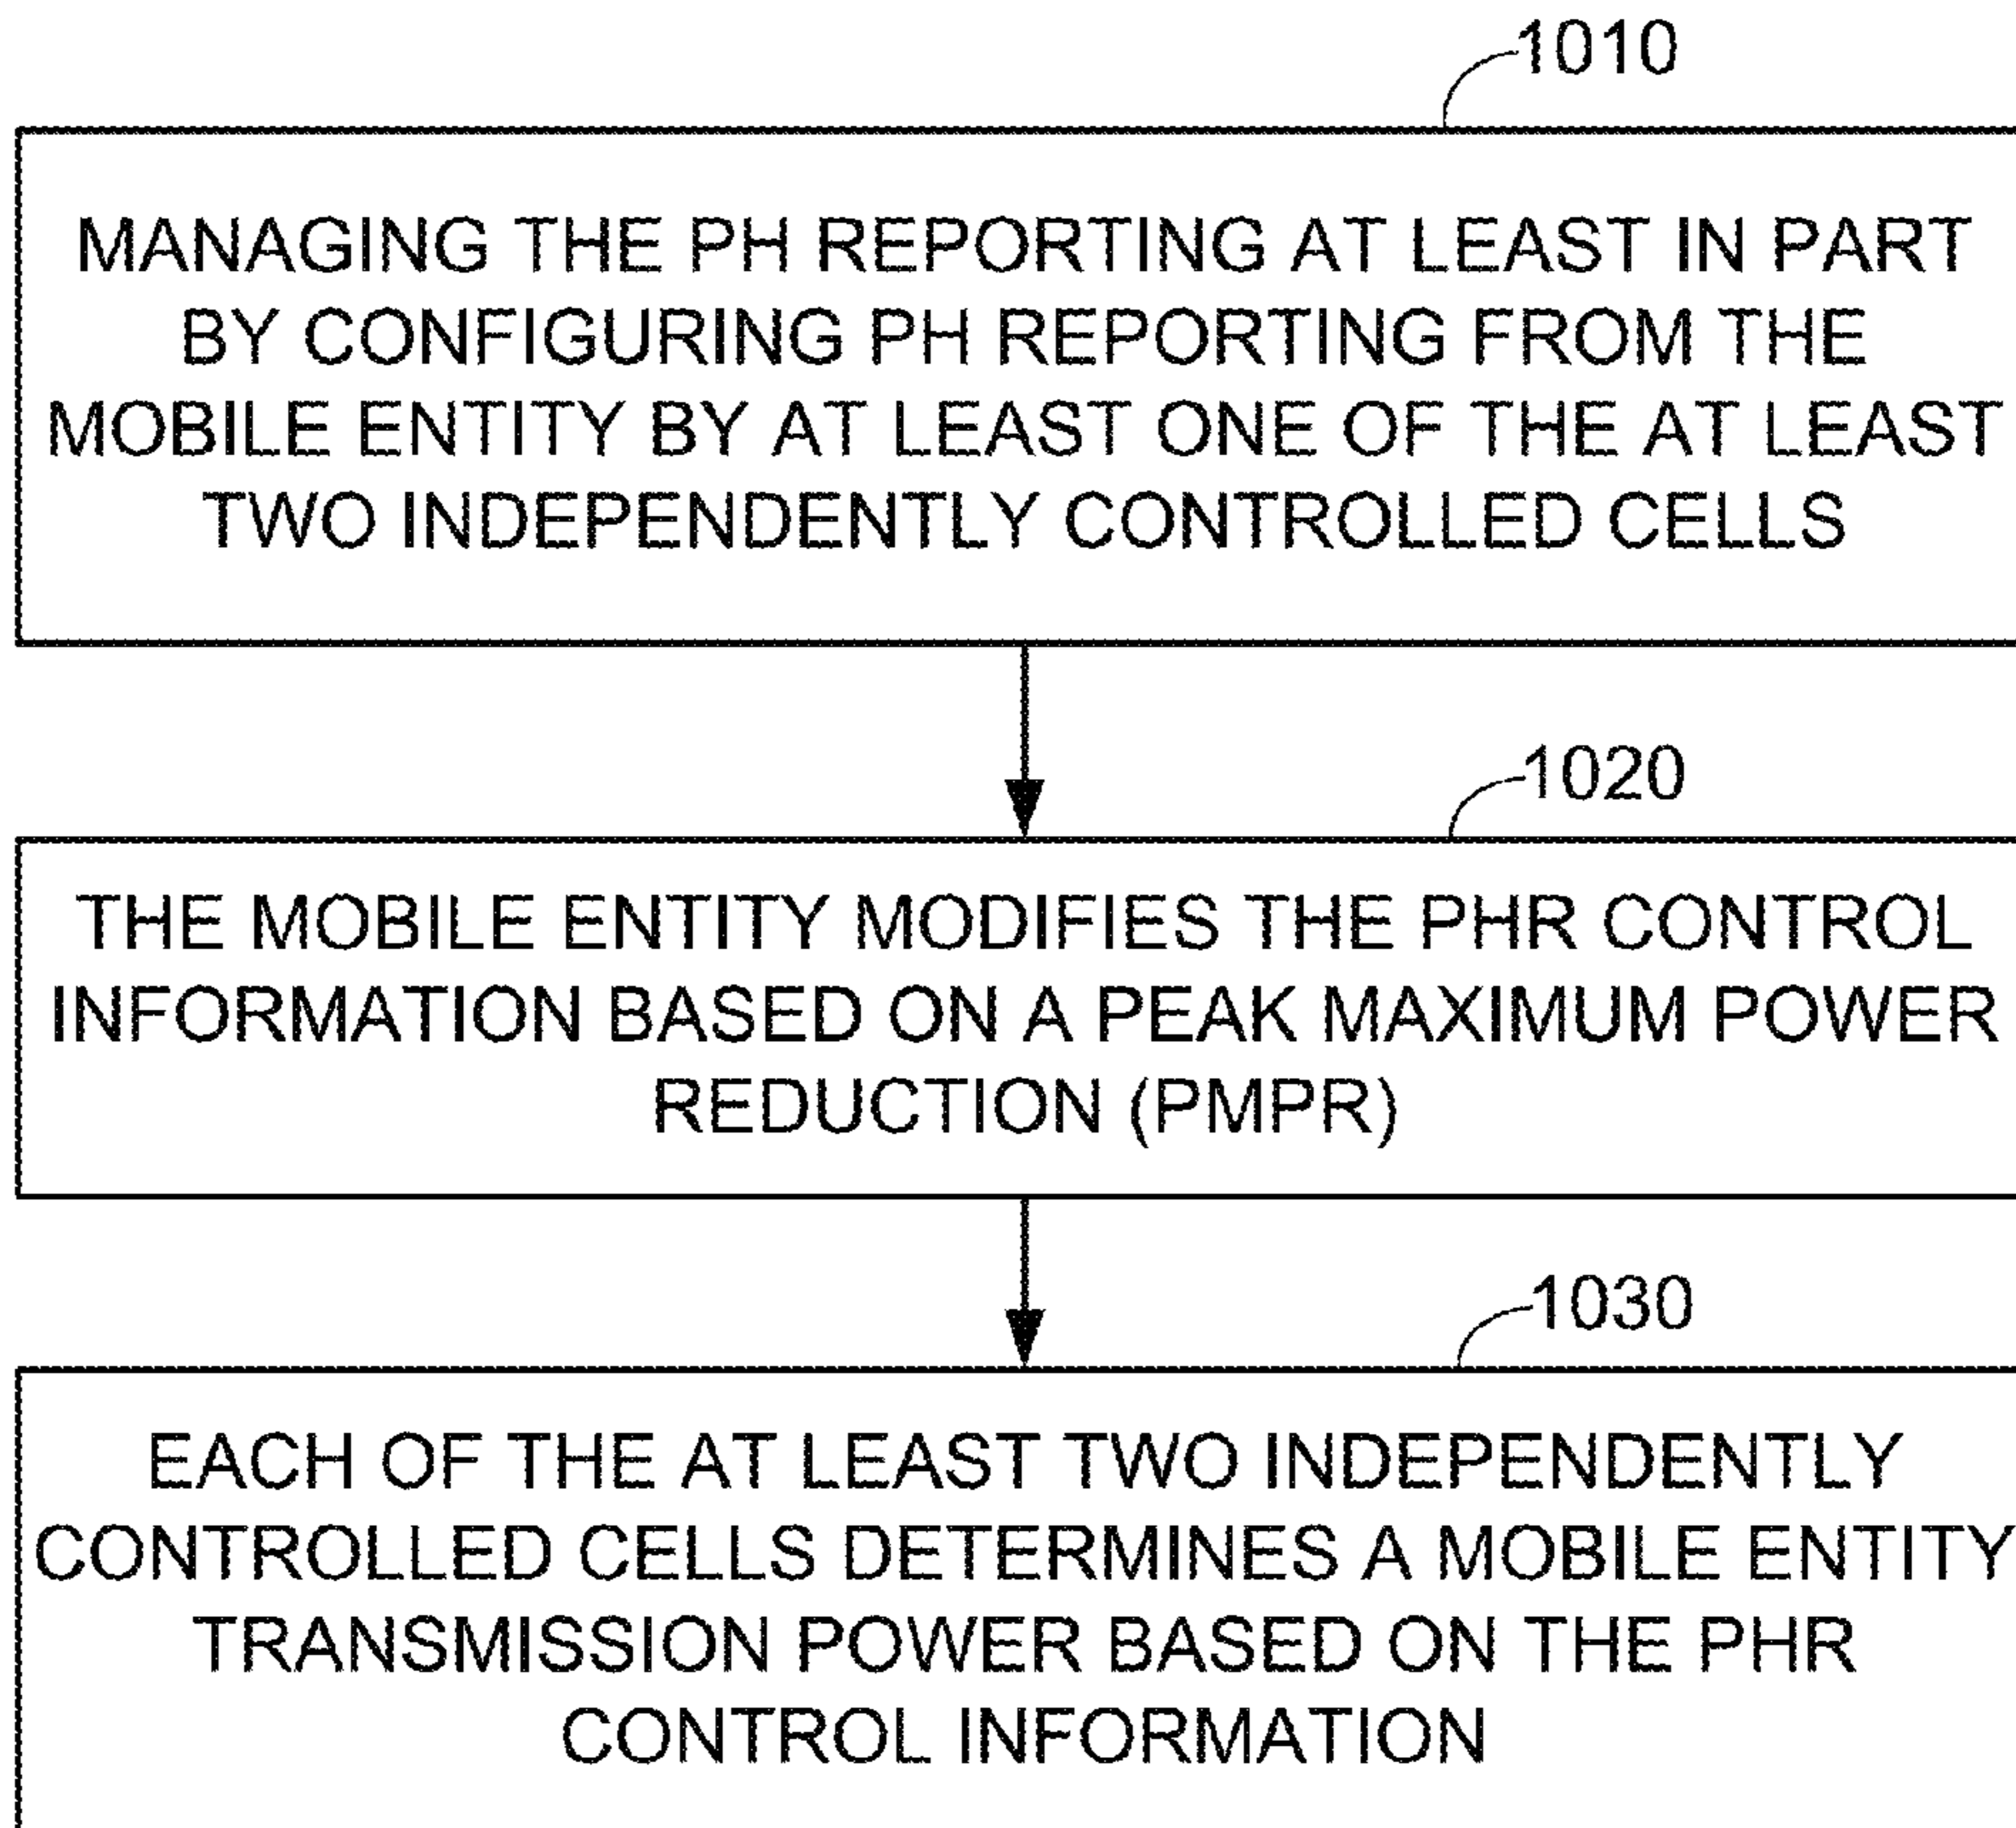 1010
MANAGING THE PH REPORTING AT LEAST IN PART
BY CONFIGURING PH REPORTING FROM THE
MOBILE ENTITY BY AT LEAST ONE OF THE AT LEAST
TWO INDEPENDENTLY CONTROLLED CELLS
1020
THE MOBILE ENTITY MODIFIES THE PHR CONTROL
INFORMATION BASED ON A PEAK MAXIMUM POWER
REDUCTION (PMPR)
1030
EACH OF THE AT LEAST TWO INDEPENDENTLY
CONTROLLED CELLS DETERMINES A MOBILE ENTITY
TRANSMISSION POWER BASED ON THE PHR
CONTROL INFORMATION